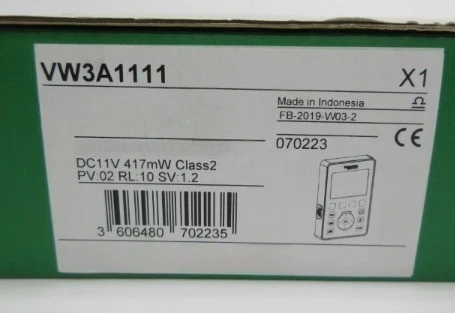 VW3A1111
X1
Made in Indonesia
FB-2019-W03-2
070223
CE
DC11V 417mW Class2
PV:02 RL:10 SV:1.2
3 606480 702235